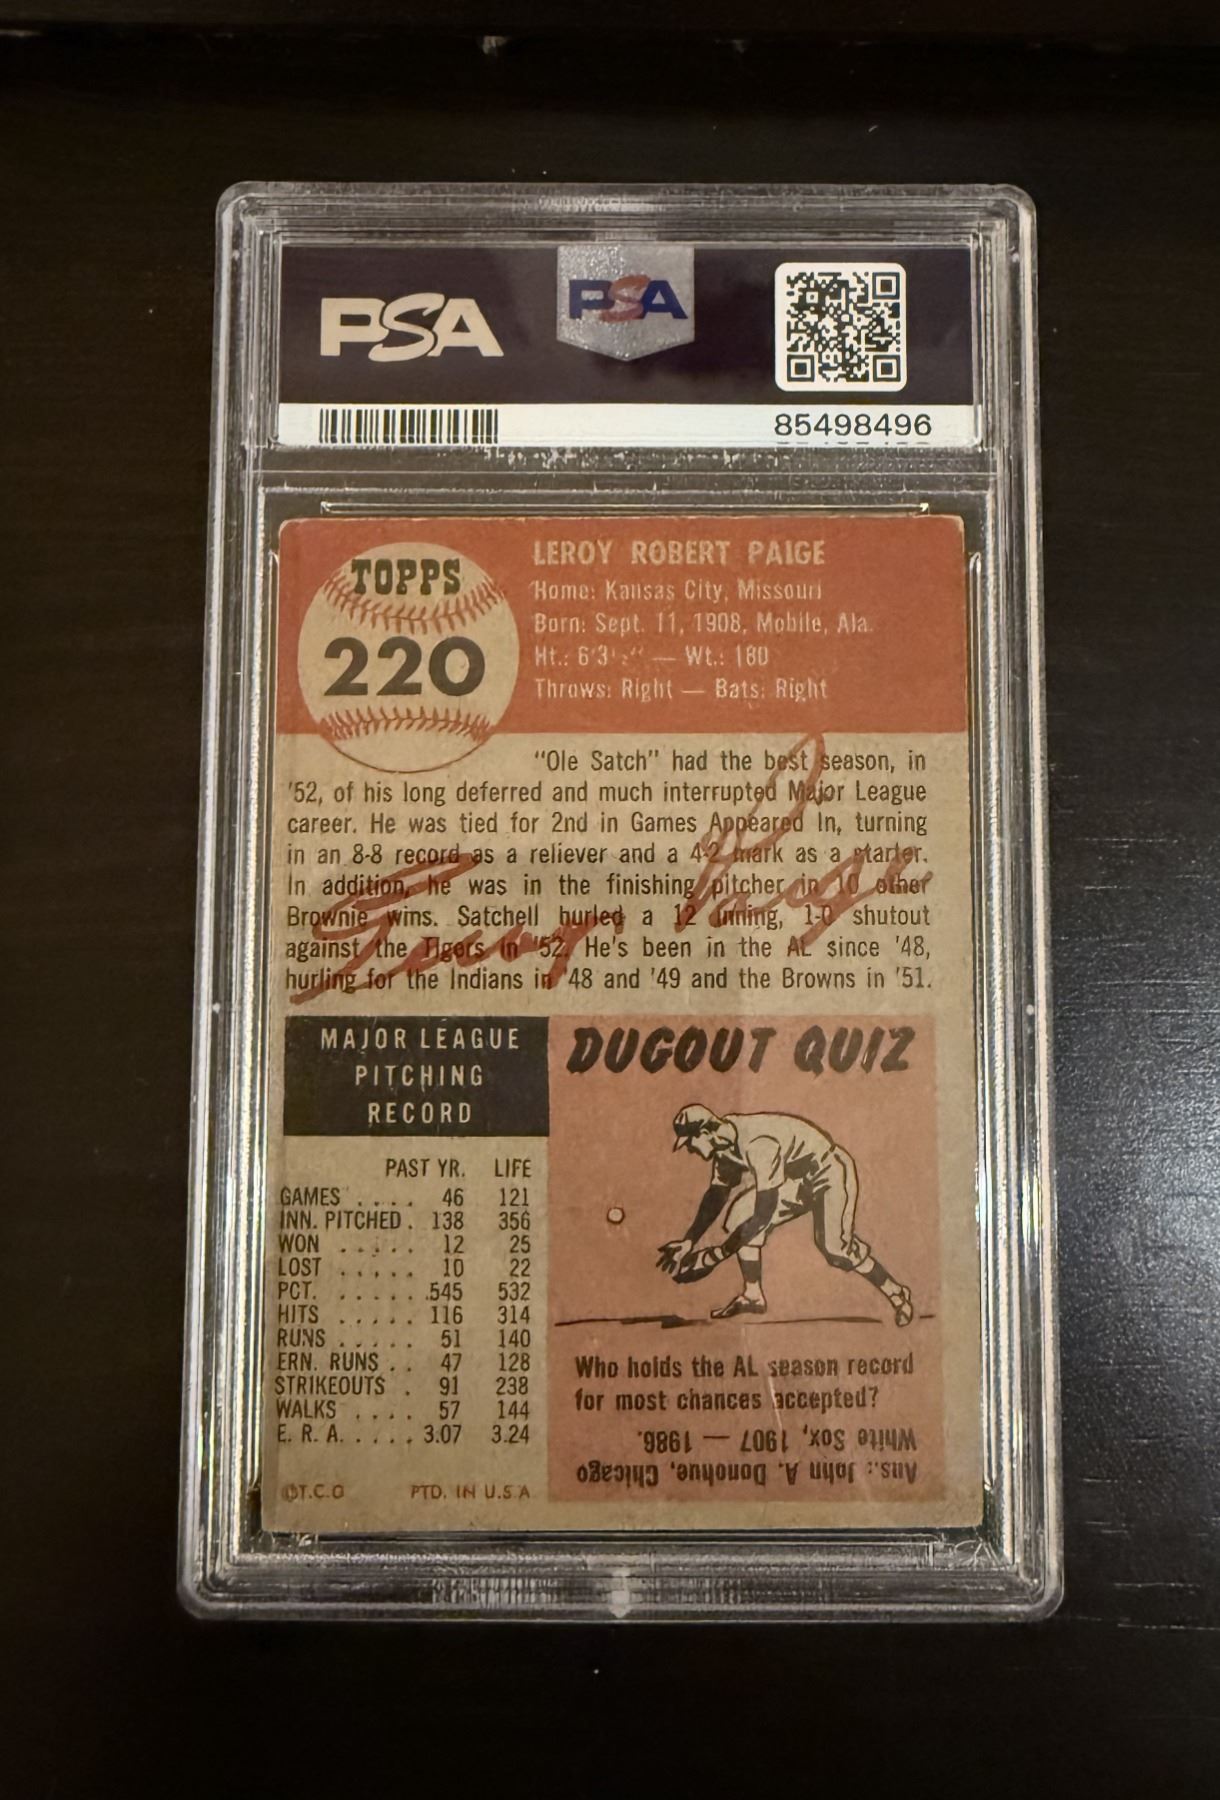 PSA
PSA
85498496
TOPPS
220
LEROY ROBERT PAIGE
Home: Kansas City, Missouri
Born: Sept. 11, 1908, Mobile, Ala.
Ht.: 6'3 — Wt.: 180
Throws: Right — Bats: Right
"Ole Satch" had the best season, in
'52, of his long deferred and much interrupted Major League
career. He was tied for 2nd in Games Appeared In, turning
in an 8-8 record as a reliever and a 4-2 mark as a starter.
In addition, he was in the finishing pitcher in 10 other
Brownie wins. Satchell hurled a 12 inning, 1-0 shutout
against the Tigers in '52. He's been in the AL since '48,
hurling for the Indians in '48 and '49 and the Browns in '51.
Paige
MAJOR LEAGUE
PITCHING
RECORD
PAST YR. LIFE
GAMES .... 46 121
INN. PITCHED . 138 356
WON ..... 12 25
LOST ..... 10 22
PCT. ...... .545 532
HITS ..... 116 314
RUNS ..... 51 140
ERN. RUNS .. 47 128
STRIKEOUTS . 91 238
WALKS .... 57 144
E. R. A. .... 3.07 3.24
©T.C.G PTD. IN U.S.A
DUGOUT QUIZ
Who holds the AL season record
for most chances accepted?
Ans.: John A. Donohue, Chicago
White Sox, 1907 — 1986.